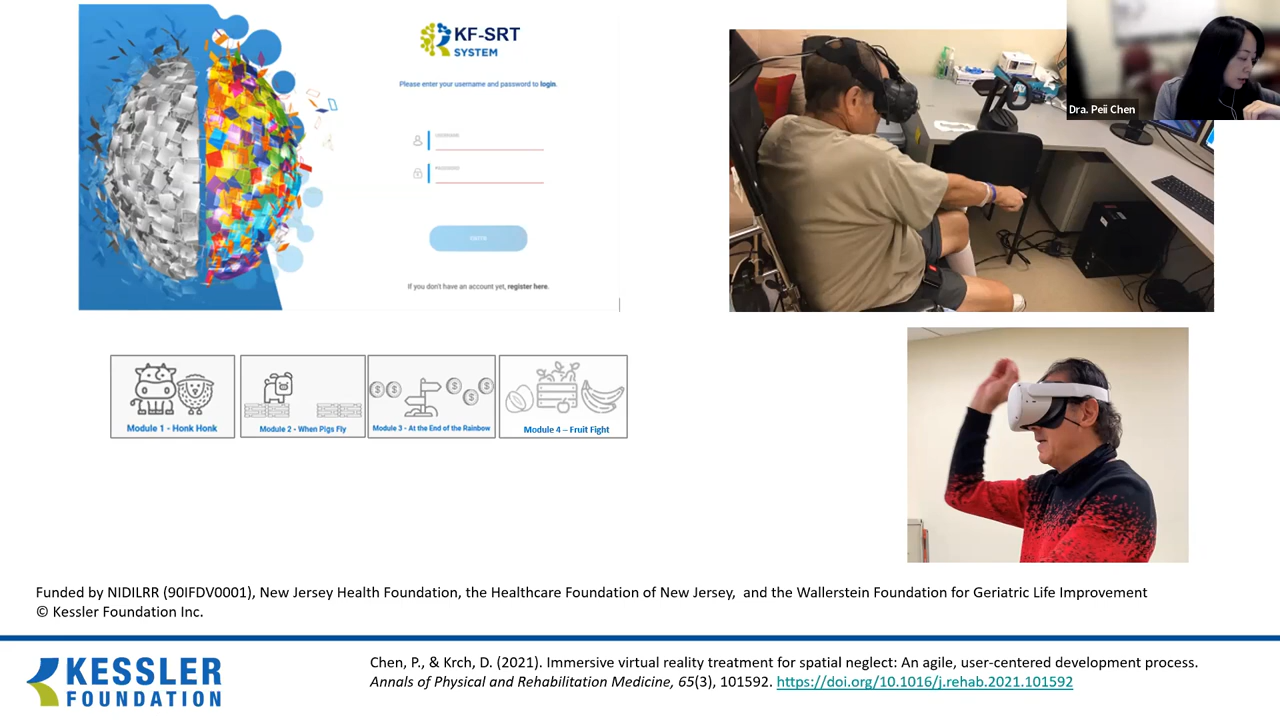 KF-SRT
SYSTEM
Please enter your username and password to login.
USERNAME
PASSWORD
If you don't have an account yet, register here.
Dra. Peii Chen
Module 1 - Honk Honk
Module 2 - When Pigs Fly
Module 3 - At the End of the Rainbow
Module 4 – Fruit Fight
Funded by NIDILRR (90IFDV0001), New Jersey Health Foundation, the Healthcare Foundation of New Jersey, and the Wallerstein Foundation for Geriatric Life Improvement
© Kessler Foundation Inc.
KESSLER
FOUNDATION
Chen, P., & Krch, D. (2021). Immersive virtual reality treatment for spatial neglect: An agile, user-centered development process.
Annals of Physical and Rehabilitation Medicine, 65(3), 101592. https://doi.org/10.1016/j.rehab.2021.101592